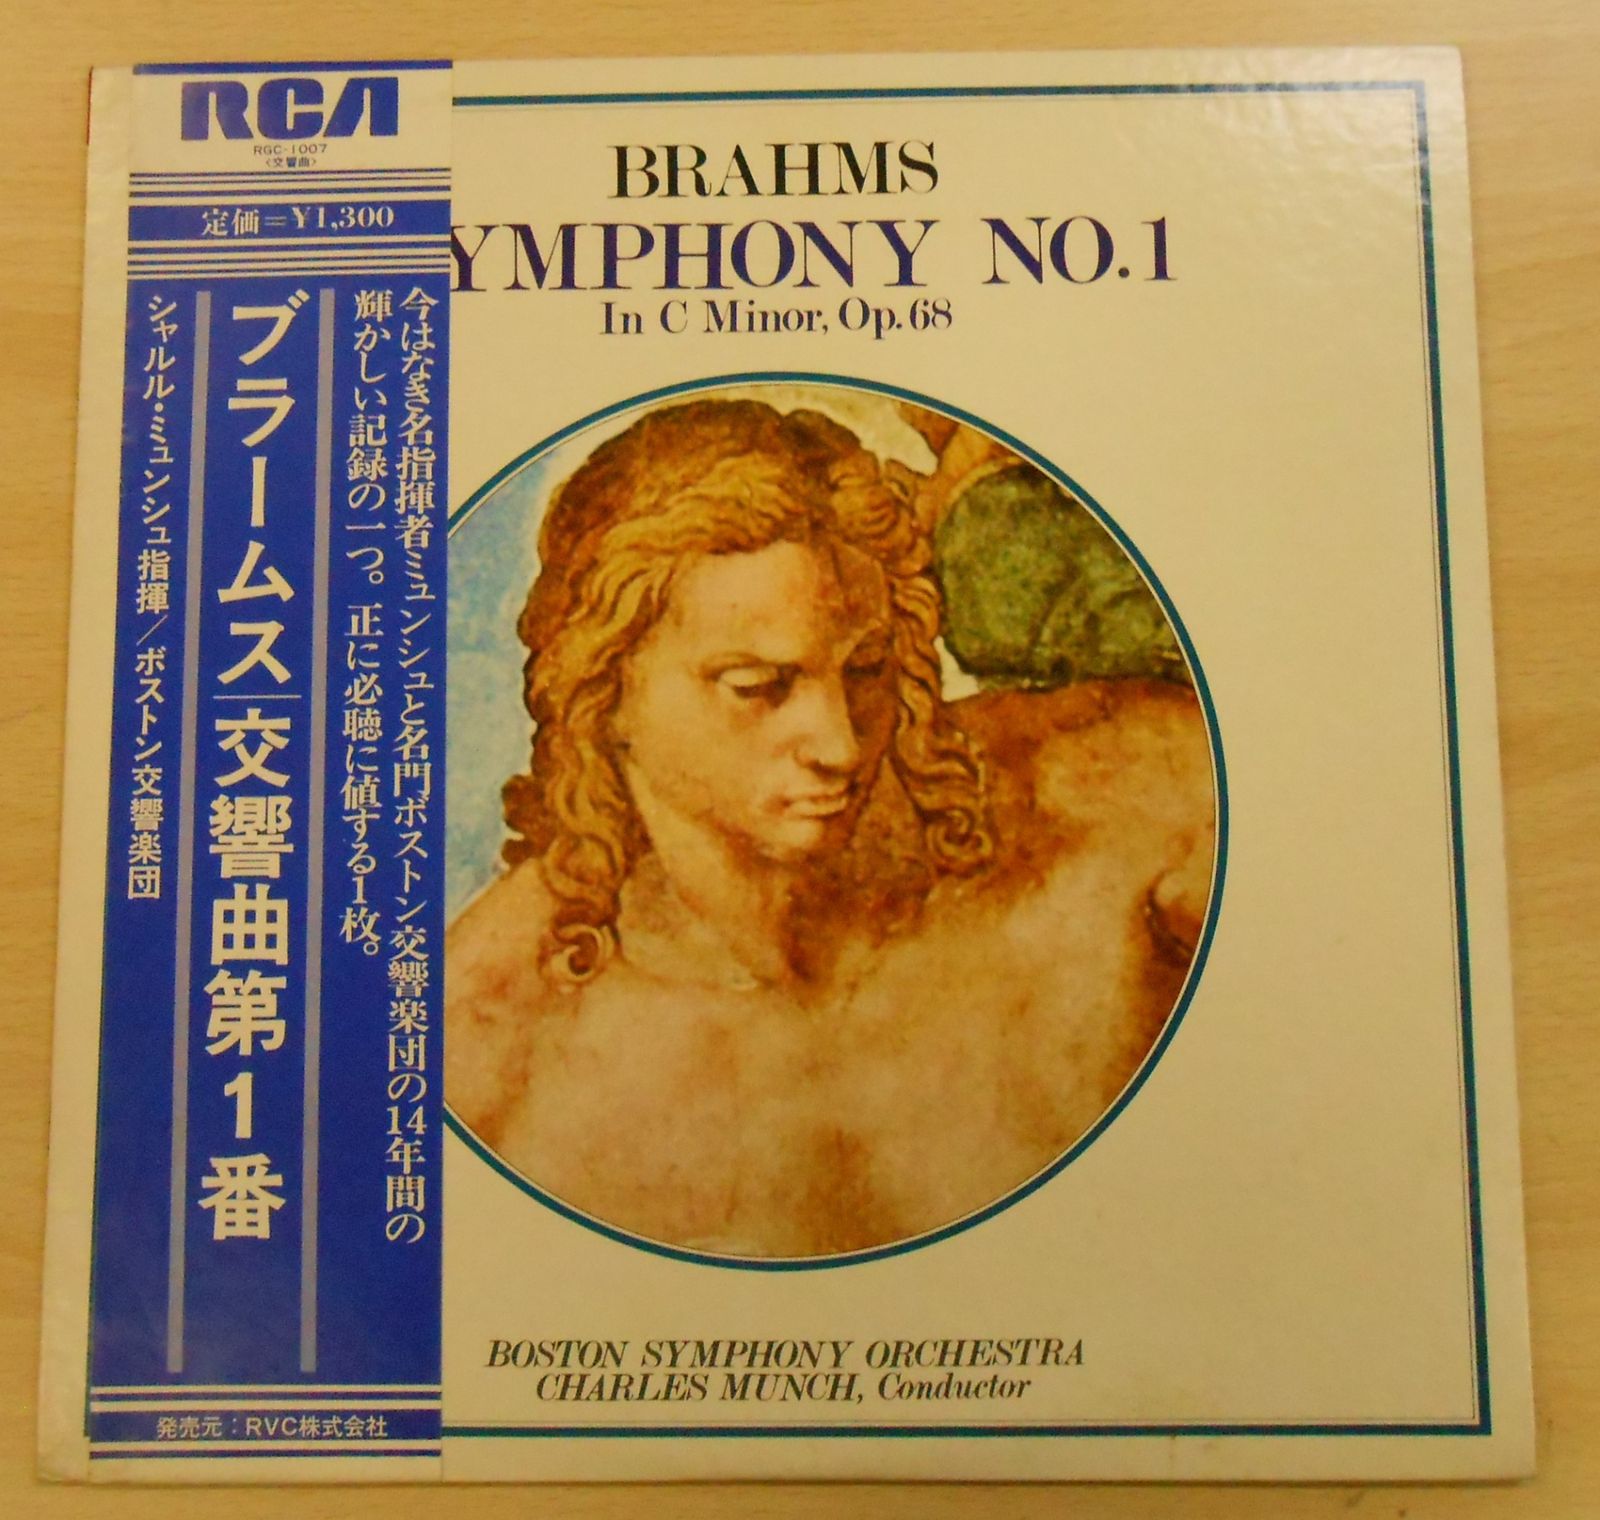 RCA
RGC-1007
<交響曲>
定価=¥1,300
今はなき名指揮者ミュンシュと名門ボストン交響楽団の14年間の
輝かしい記録の一つ。正に必聴に値する1枚。
ブラームス|交響曲第1番
シャルル・ミュンシュ指揮/ボストン交響楽団
発売元:RVC株式会社
BRAHMS
YMPHONY NO.1
In C Minor, Op.68
BOSTON SYMPHONY ORCHESTRA
CHARLES MUNCH, Conductor